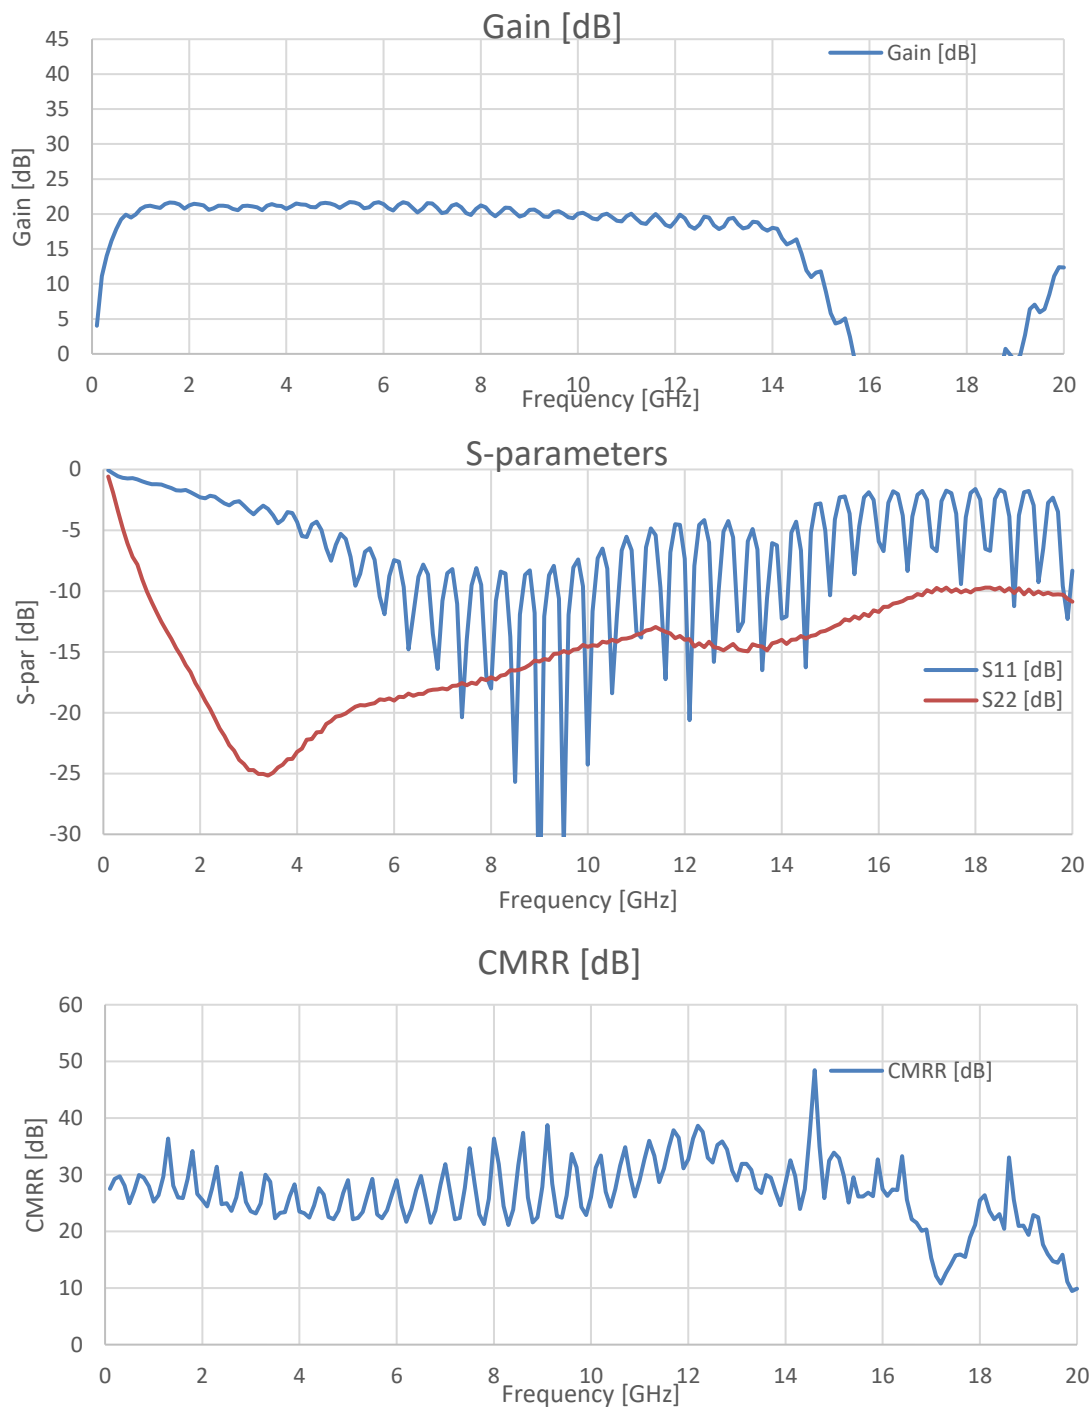 Gain [dB]
45
40
35
30
25
20
15
10
5
0
Gain [dB]
Gain [dB]
0 2 4 6 8 10 12 14 16 18 20
Frequency [GHz]
S-parameters
0
-5
-10
-15
-20
-25
-30
S-par [dB]
S11 [dB]
S22 [dB]
0 2 4 6 8 10 12 14 16 18 20
Frequency [GHz]
CMRR [dB]
60
50
40
30
20
10
0
CMRR [dB]
CMRR [dB]
0 2 4 6 8 10 12 14 16 18 20
Frequency [GHz]